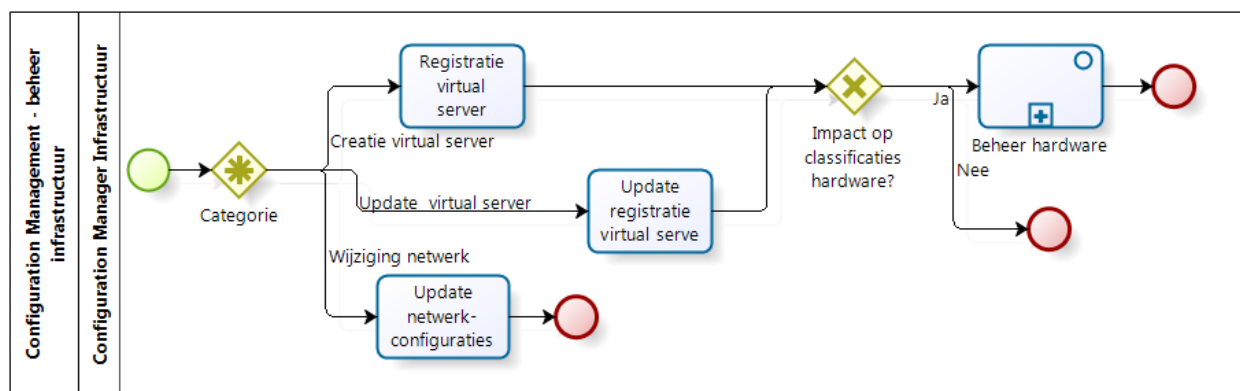 Configuration Management - beheer
infrastructuur
Configuration Manager Infrastructuur
Categorie
Creatie virtual server
Registratie
virtual
server
Update  virtual server
Update
registratie
virtual serve
Wijziging netwerk
Update
netwerk-
configuraties
Impact op
classificaties
hardware?
Ja
Nee
Beheer hardware